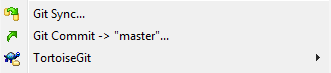 Git Sync...
Git Commit -> "master"...
TortoiseGit